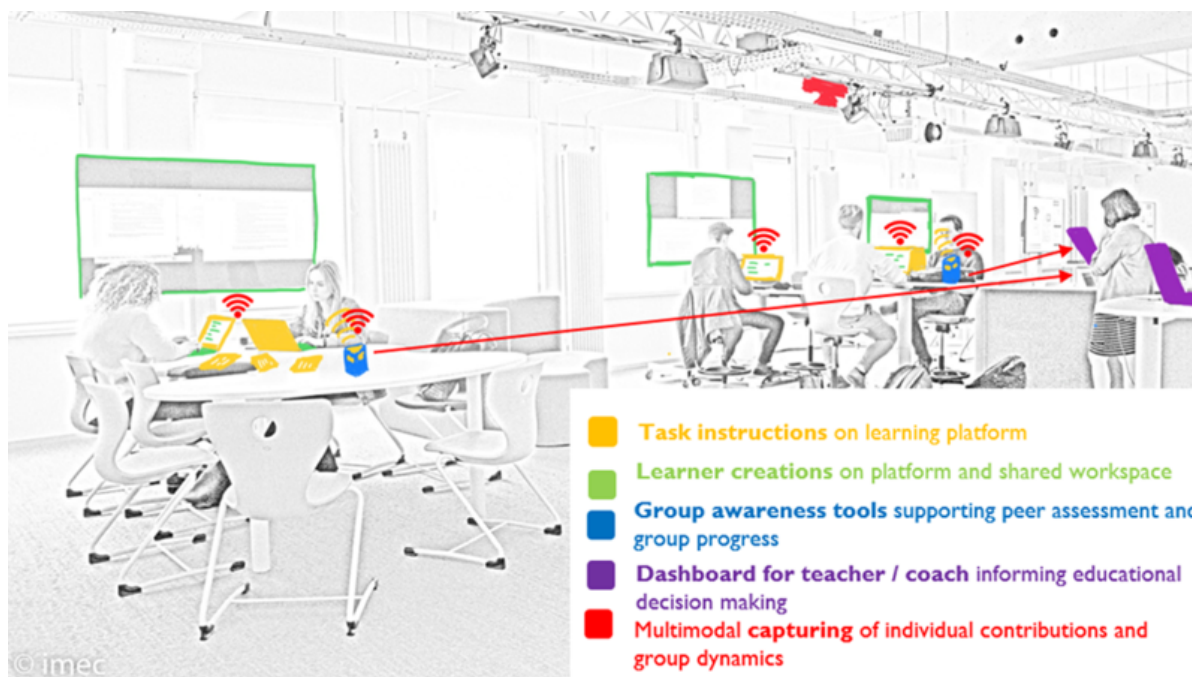 Task instructions on learning platform
Learner creations on platform and shared workspace
Group awareness tools supporting peer assessment and
group progress
Dashboard for teacher / coach informing educational
decision making
Multimodal capturing of individual contributions and
group dynamics
© imec